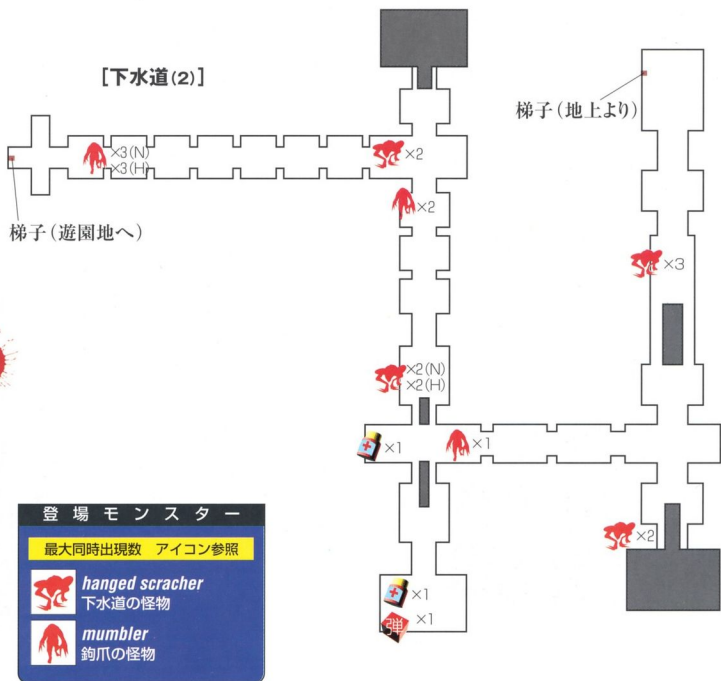 [下水道(2)]
梯子(地上より)
×3(N)
×3(H)
×2
×2
梯子(遊園地へ)
×3
×2(N)
×2(H)
×1
×1
×2
×1
弾 ×1
登場モンスター
最大同時出現数 アイコン参照
hanged scracher
下水道の怪物
mumbler
鉤爪の怪物